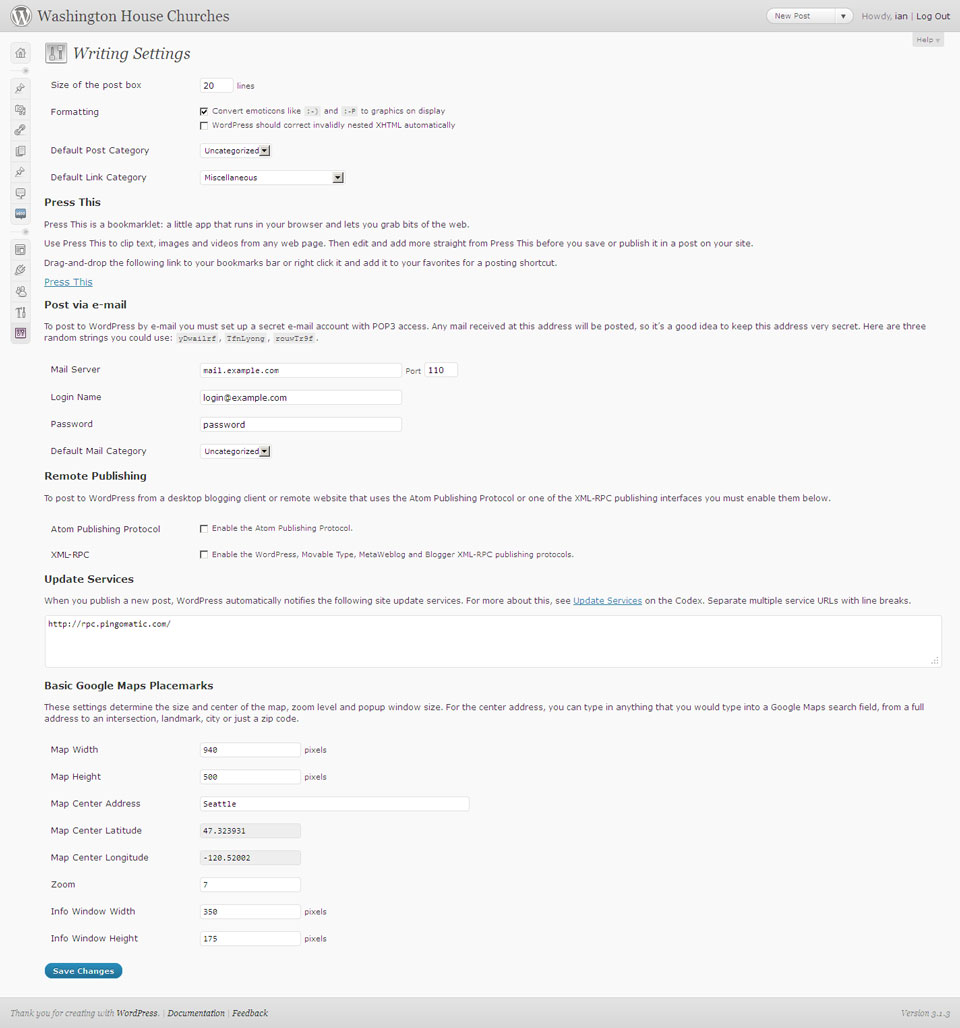 Washington House Churches
New Post
Howdy, ian | Log Out
Help
Writing Settings
Size of the post box 20 lines
Formatting Convert emoticons like :-) and :-P to graphics on display
WordPress should correct invalidly nested XHTML automatically
Default Post Category Uncategorized
Default Link Category Miscellaneous
Press This
Press This is a bookmarklet: a little app that runs in your browser and lets you grab bits of the web.
Use Press This to clip text, images and videos from any web page. Then edit and add more straight from Press This before you save or publish it in a post on your site.
Drag-and-drop the following link to your bookmarks bar or right click it and add it to your favorites for a posting shortcut.
Press This
Post via e-mail
To post to WordPress by e-mail you must set up a secret e-mail account with POP3 access. Any mail received at this address will be posted, so it's a good idea to keep this address very secret. Here are three
random strings you could use: yDwailrf , TfnLyong , rouwTr9f .
Mail Server mail.example.com Port 110
Login Name login@example.com
Password password
Default Mail Category Uncategorized
Remote Publishing
To post to WordPress from a desktop blogging client or remote website that uses the Atom Publishing Protocol or one of the XML-RPC publishing interfaces you must enable them below.
Atom Publishing Protocol Enable the Atom Publishing Protocol.
XML-RPC Enable the WordPress, Movable Type, MetaWeblog and Blogger XML-RPC publishing protocols.
Update Services
When you publish a new post, WordPress automatically notifies the following site update services. For more about this, see Update Services on the Codex. Separate multiple service URLs with line breaks.
http://rpc.pingomatic.com/
Basic Google Maps Placemarks
These settings determine the size and center of the map, zoom level and popup window size. For the center address, you can type in anything that you would type into a Google Maps search field, from a full
address to an intersection, landmark, city or just a zip code.
Map Width 940 pixels
Map Height 500 pixels
Map Center Address Seattle
Map Center Latitude 47.323931
Map Center Longitude -120.52002
Zoom 7
Info Window Width 350 pixels
Info Window Height 175 pixels
Save Changes
Thank you for creating with WordPress. | Documentation | Feedback
Version 3.1.3